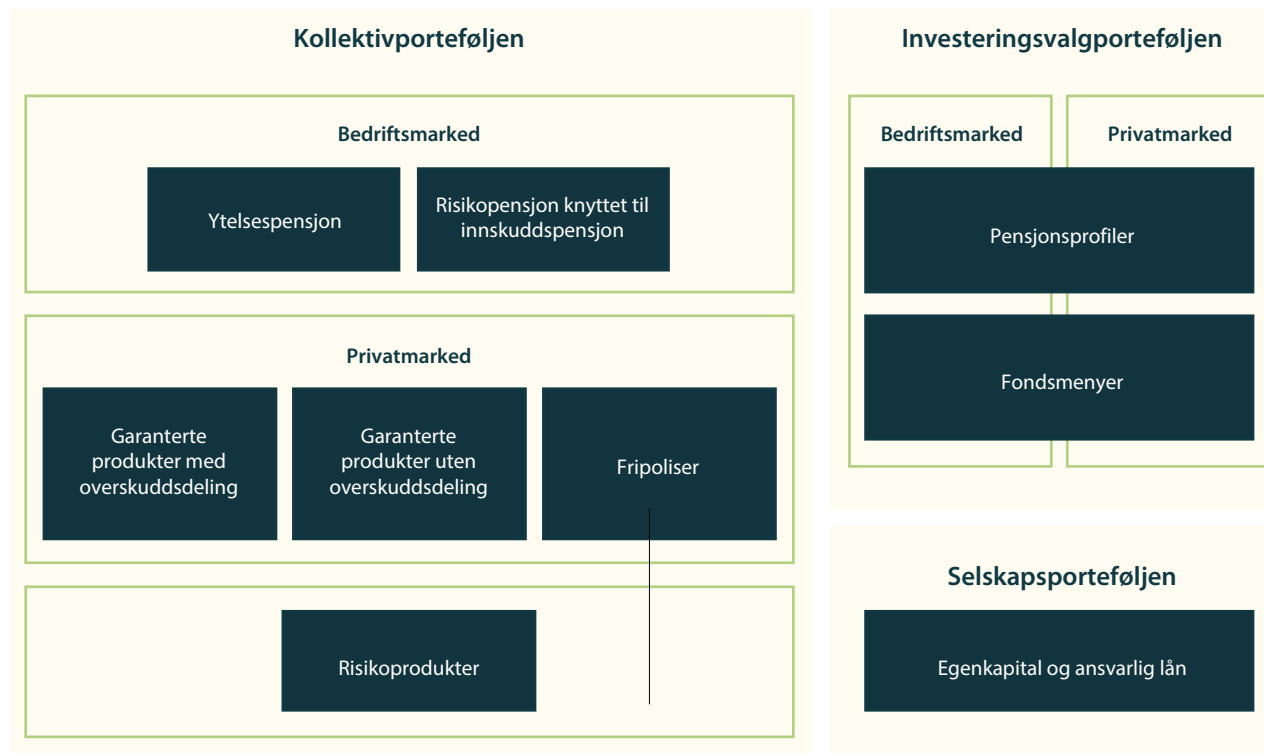 Kollektivporteføljen
Bedriftsmarked
Ytelsespensjon
Risikopensjon knyttet til
innskuddspensjon
Privatmarked
Garanterte
produkter med
overskuddsdeling
Garanterte
produkter uten
overskuddsdeling
Fripoliser
Risikoprodukter
Investeringsvalgporteføljen
Bedriftsmarked
Privatmarked
Pensjonsprofiler
Fondsmenyer
Selskapsporteføljen
Egenkapital og ansvarlig lån